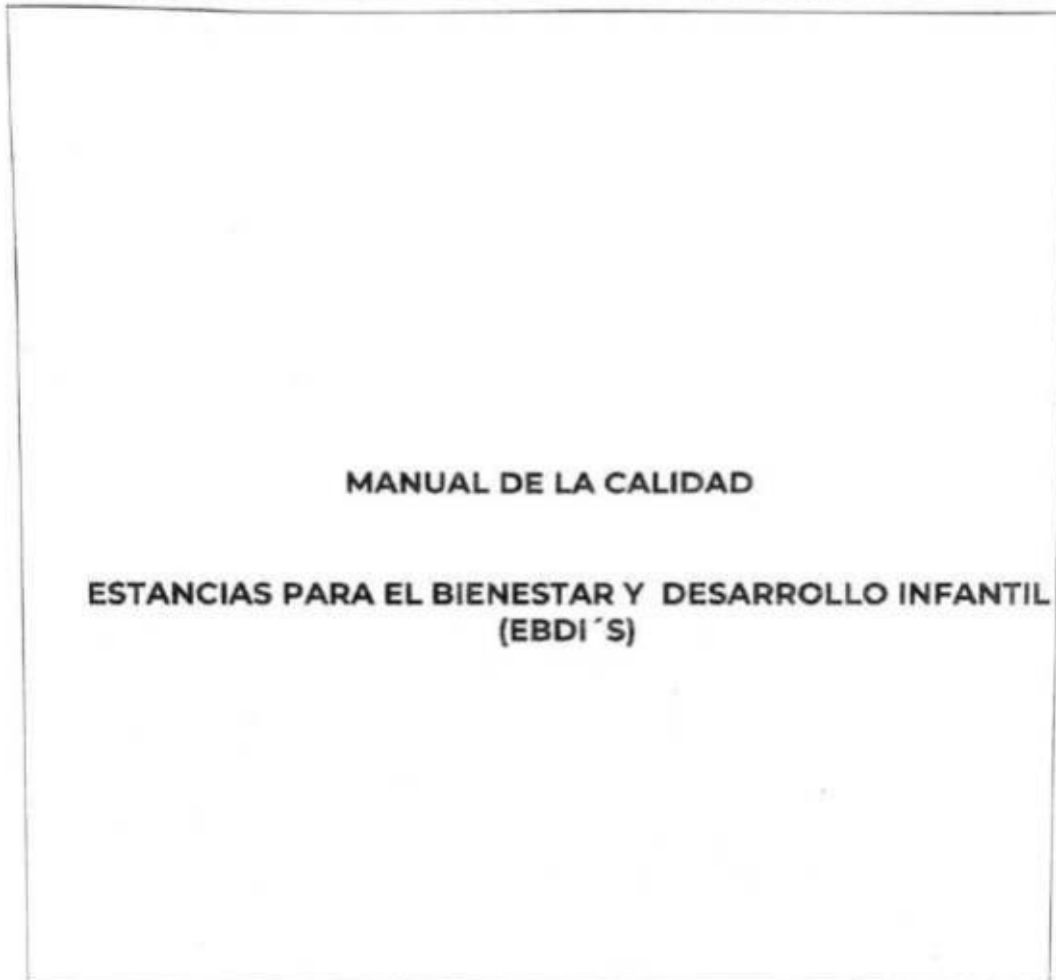 MANUAL DE LA CALIDAD
ESTANCIAS PARA EL BIENESTAR Y DESARROLLO INFANTIL
(EBDI´S)